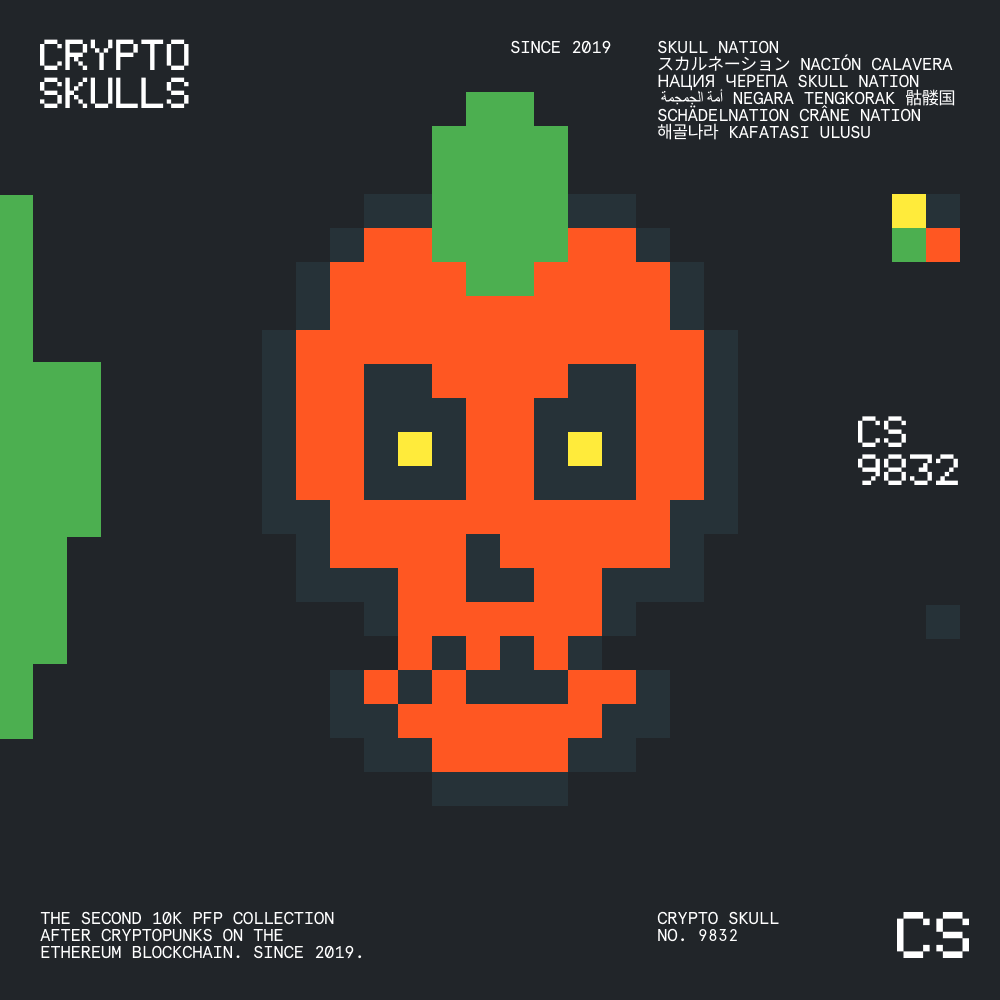 CRYPTO
SKULLS
SINCE 2019
SKULL NATION
スカルネーション NACIÓN CALAVERA
НАЦИЯ ЧЕРЕПА SKULL NATION
أمة الجمجمة NEGARA TENGKORAK 骷髅国
SCHÄDELNATION CRÂNE NATION
해골나라 KAFATASI ULUSU
CS
9832
THE SECOND 10K PFP COLLECTION
AFTER CRYPTOPUNKS ON THE
ETHEREUM BLOCKCHAIN. SINCE 2019.
CRYPTO SKULL
NO. 9832
CS